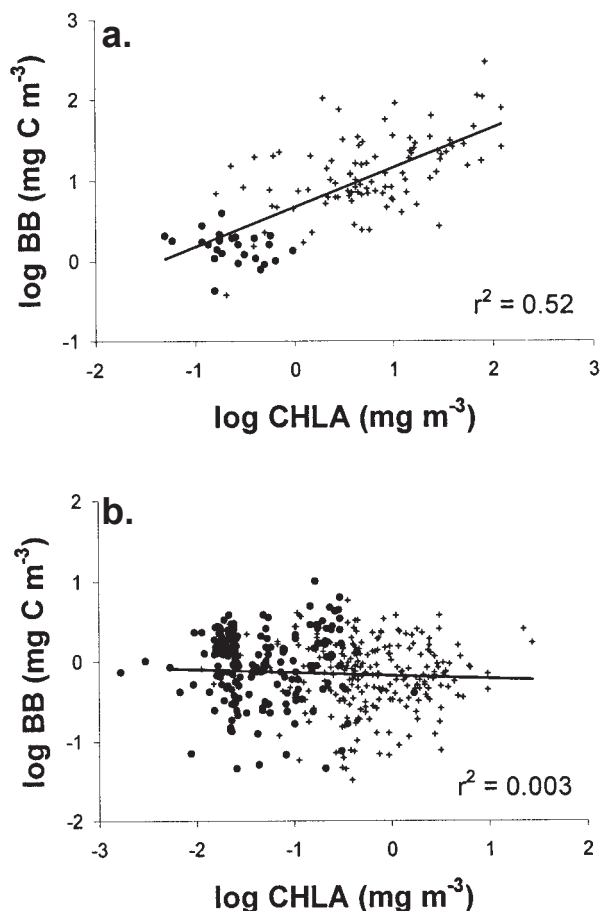 a.
3
2
1
0
-1
log BB (mg C m⁻³)
r² = 0.52
-2 -1 0 1 2 3
log CHLA (mg m⁻³)
b.
2
1
0
-1
-2
log BB (mg C m⁻³)
r² = 0.003
-3 -2 -1 0 1 2
log CHLA (mg m⁻³)